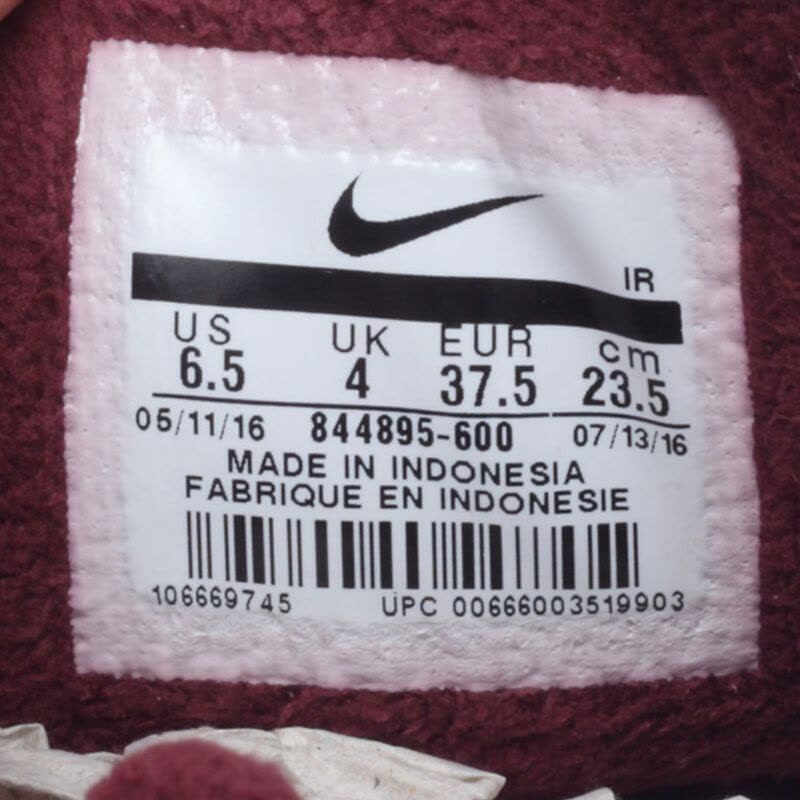 IR
US UK EUR cm
6.5 4 37.5 23.5
05/11/16 844895-600 07/13/16
MADE IN INDONESIA
FABRIQUE EN INDONESIE
106669745 UPC 00666003519903